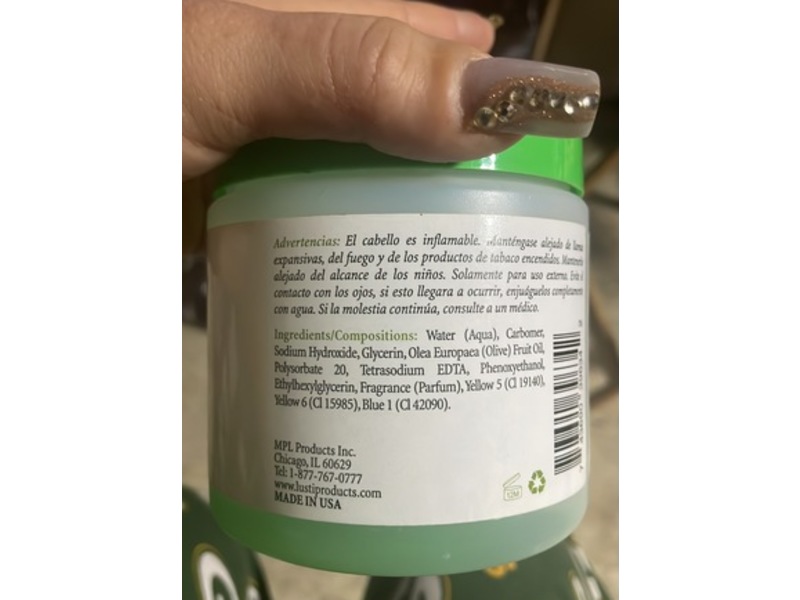 Advertencias: El cabello es inflamable. Manténgase alejado de llamas
expansivas, del fuego y de los productos de tabaco encendidos. Mantenerlo
alejado del alcance de los niños. Solamente para uso externo. Evite el
contacto con los ojos, si esto llegara a ocurrir, enjuáguelos completamente
con agua. Si la molestia continúa, consulte a un médico.
Ingredients/Compositions: Water (Aqua), Carbomer,
Sodium Hydroxide, Glycerin, Olea Europaea (Olive) Fruit Oil,
Polysorbate 20, Tetrasodium EDTA, Phenoxyethanol,
Ethylhexylglycerin, Fragrance (Parfum), Yellow 5 (CI 19140),
Yellow 6 (CI 15985), Blue 1 (CI 42090).
MPL Products Inc.
Chicago, IL 60629
Tel: 1-877-767-0777
www.lustiproducts.com
MADE IN USA
12M